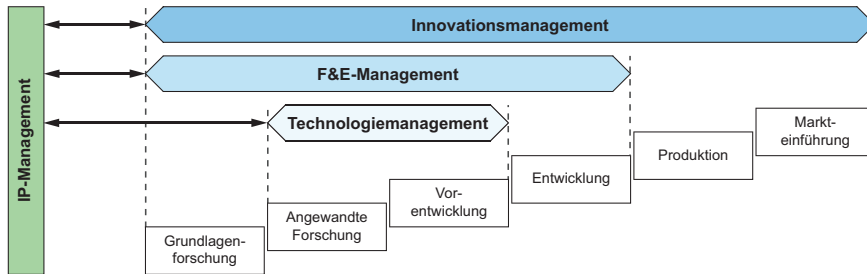 IP-Management
Innovationsmanagement
F&E-Management
Technologiemanagement
Markt-
einführung
Produktion
Entwicklung
Vor-
entwicklung
Angewandte
Forschung
Grundlagen-
forschung